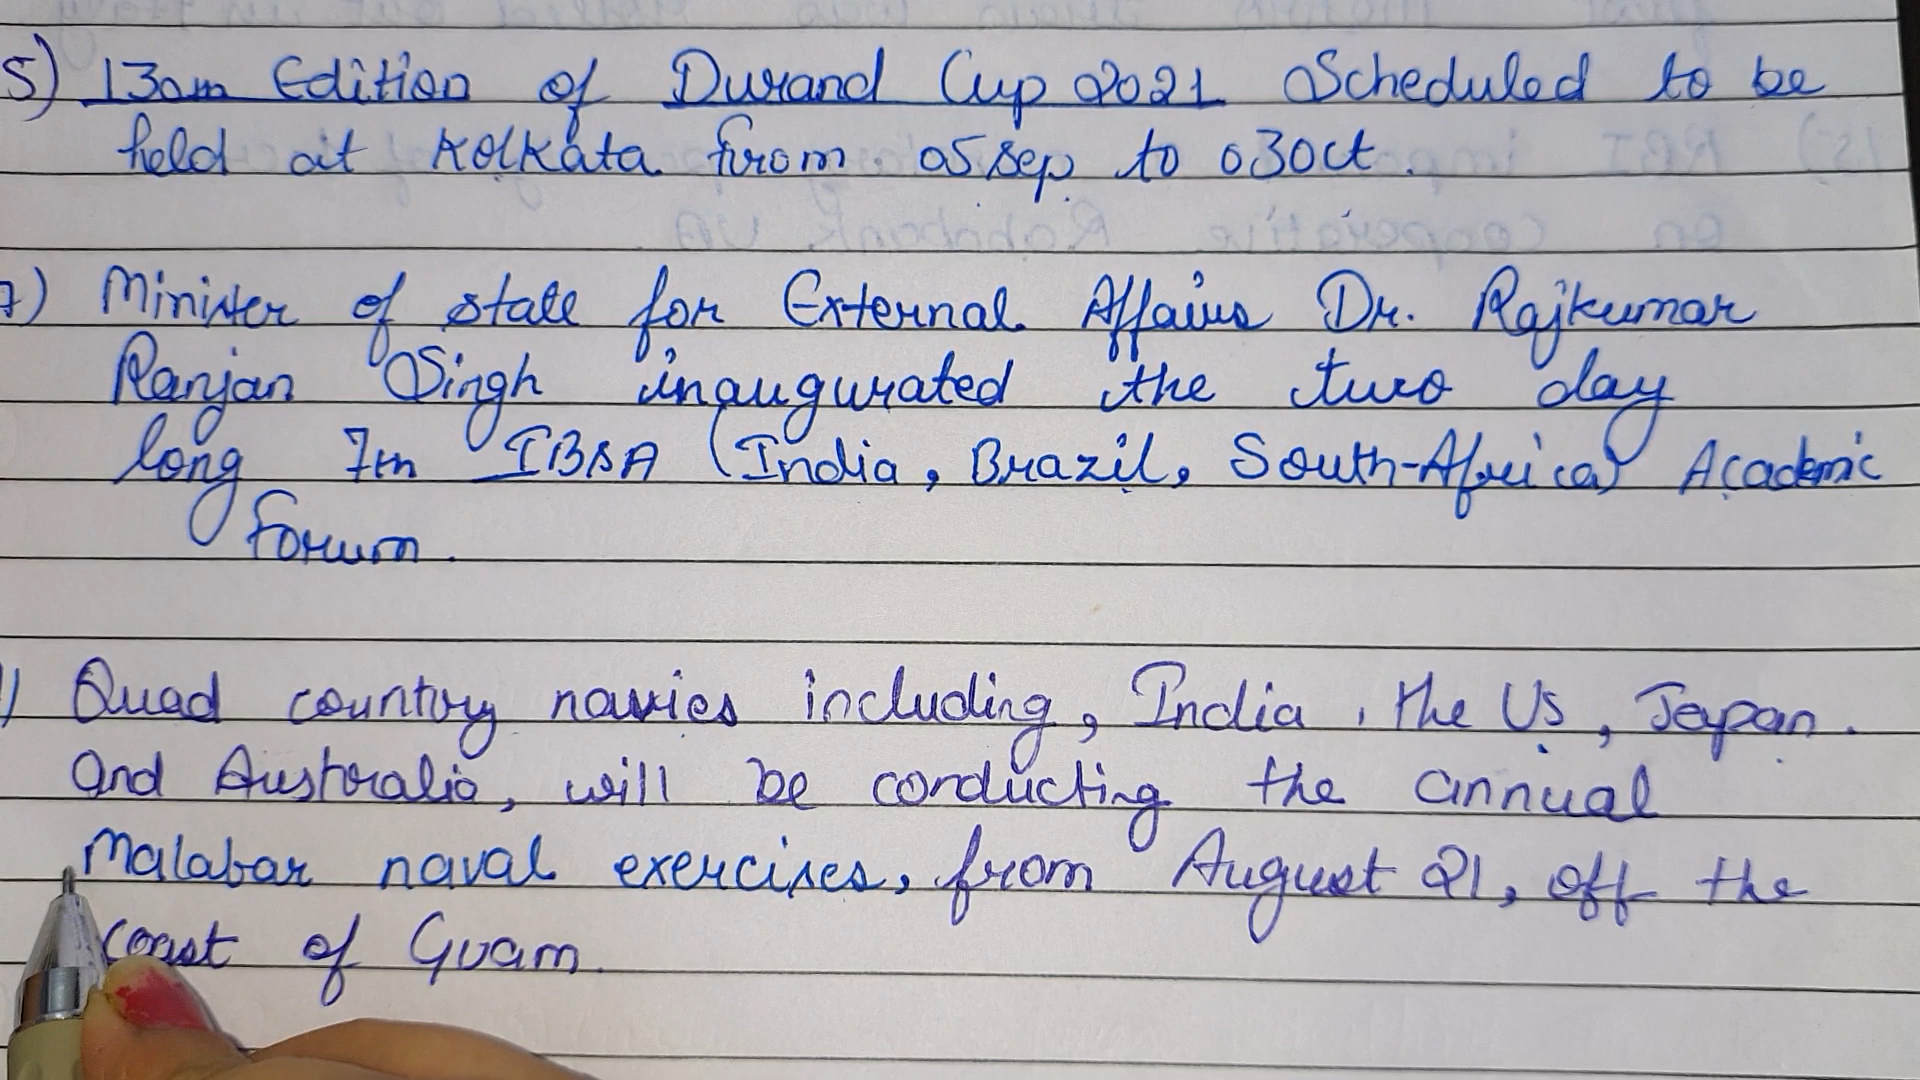 5) 130th Edition of Durand Cup 2021 Scheduled to be
held at Kolkata from 05 Sep to 03 Oct.
7) Minister of state for External Affairs Dr. Rajkumar
Ranjan Singh inaugurated the two day
long 7th IBSA (India, Brazil, South-Africa) Academic
Forum.
) Quad country navies including, India, the US, Japan.
and Australia, will be conducting the annual
Malabar naval exercises, from August 21, off the
coast of Guam.